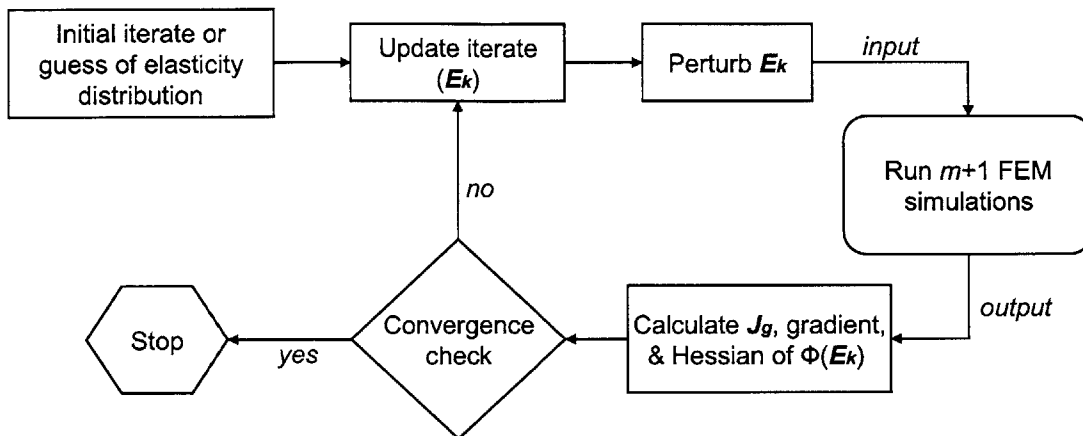 Initial iterate or
guess of elasticity
distribution
Update iterate
(Ek)
Perturb Ek
input
Run m+1 FEM
simulations
output
Calculate Jg, gradient,
& Hessian of Φ(Ek)
Convergence
check
no
yes
Stop